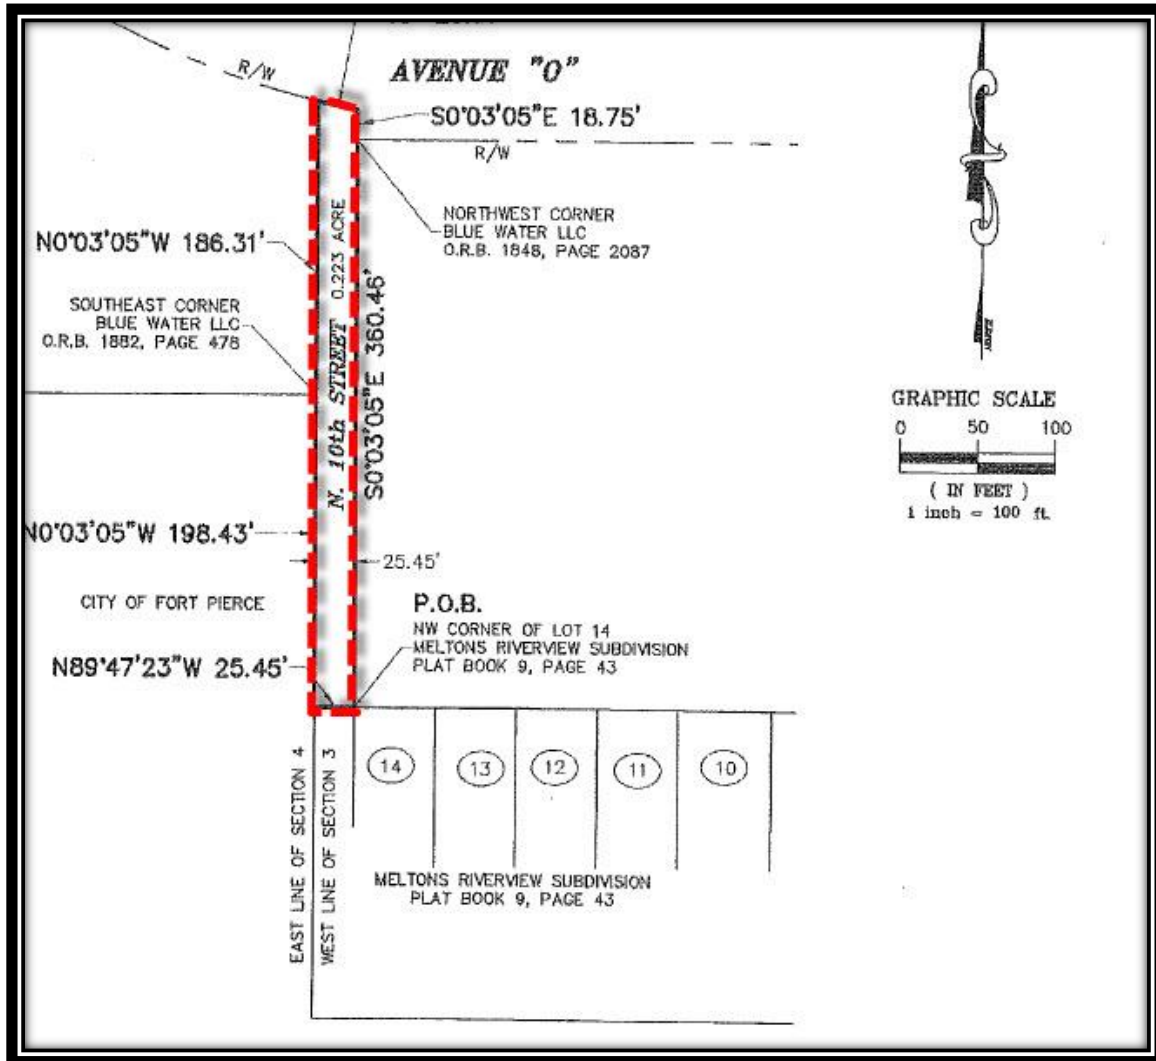 AVENUE "O"
R/W
S0°03'05"E 18.75'
R/W
NORTHWEST CORNER
BLUE WATER LLC
O.R.B. 1848, PAGE 2087
N0°03'05"W 186.31'
SOUTHEAST CORNER
BLUE WATER LLC
O.R.B. 1882, PAGE 478
N. 10th STREET 0.223 ACRE
S0°03'05"E 360.46'
GRAPHIC SCALE
0 50 100
( IN FEET )
1 inch = 100 ft.
N0°03'05"W 198.43'
25.45'
CITY OF FORT PIERCE
P.O.B.
NW CORNER OF LOT 14
MELTONS RIVERVIEW SUBDIVISION
PLAT BOOK 9, PAGE 43
N89°47'23"W 25.45'
14 13 12 11 10
EAST LINE OF SECTION 4
WEST LINE OF SECTION 3
MELTONS RIVERVIEW SUBDIVISION
PLAT BOOK 9, PAGE 43